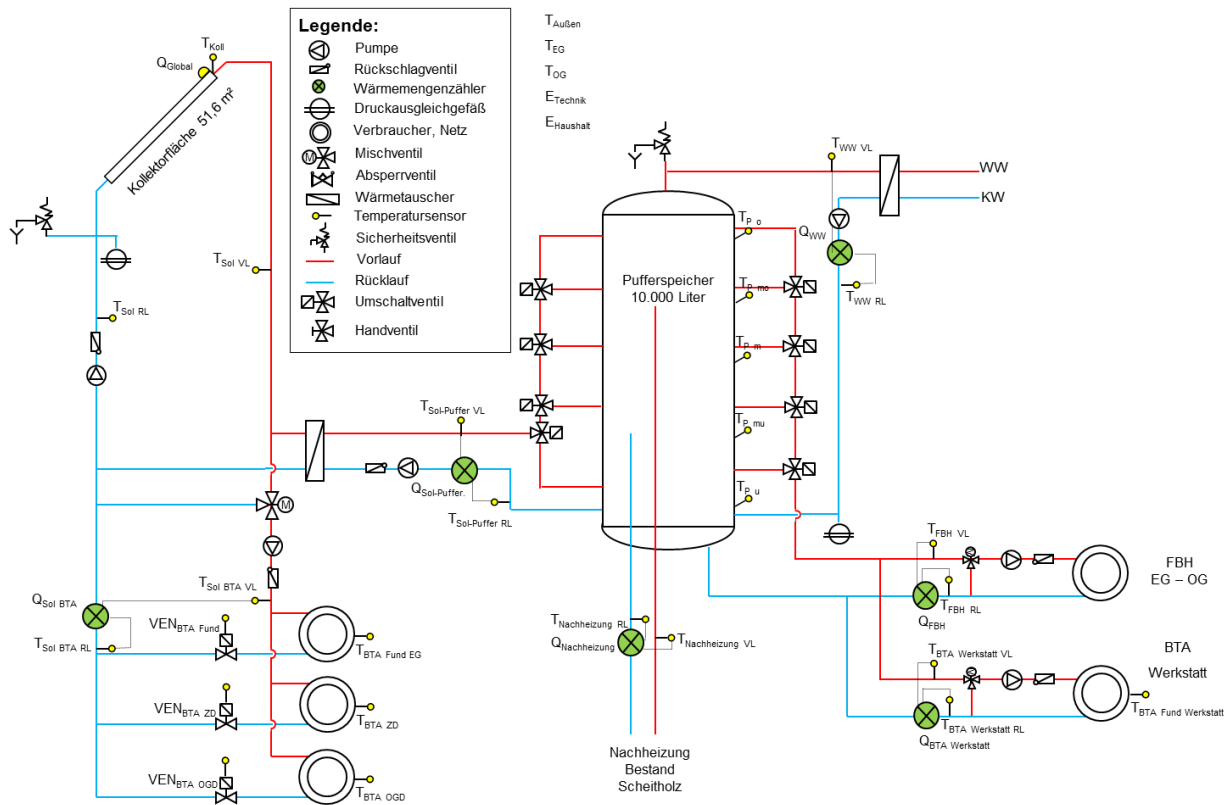 Legende:
Pumpe
Rückschlagventil
Wärmemengenzähler
Druckausgleichgefäß
Verbraucher, Netz
M
Mischventil
Absperrventil
Wärmetauscher
Temperatursensor
Sicherheitsventil
Vorlauf
Rücklauf
Umschaltventil
Handventil
TAußen
TEG
TOG
ETechnik
EHaushalt
TKoll
QGlobal
Kollektorfläche 51,6 m²
TSol VL
TSol RL
TSol-Puffer VL
QSol-Puffer.
TSol-Puffer RL
M
TSol BTA VL
QSol BTA
TSol BTA RL
VENBTA Fund
TBTA Fund EG
VENBTA ZD
TBTA ZD
VENBTA OGD
TBTA OGD
Pufferspeicher
10.000 Liter
TP o
TP mo
TP m
TP mu
TP u
TWW VL
WW
KW
QWW
TWW RL
TNachheizung RL
QNachheizung
TNachheizung VL
Nachheizung
Bestand
Scheitholz
TFBH VL
TFBH RL
QFBH
FBH
EG – OG
TBTA Werkstatt VL
TBTA Werkstatt RL
QBTA Werkstatt
BTA
Werkstatt
TBTA Fund Werkstatt